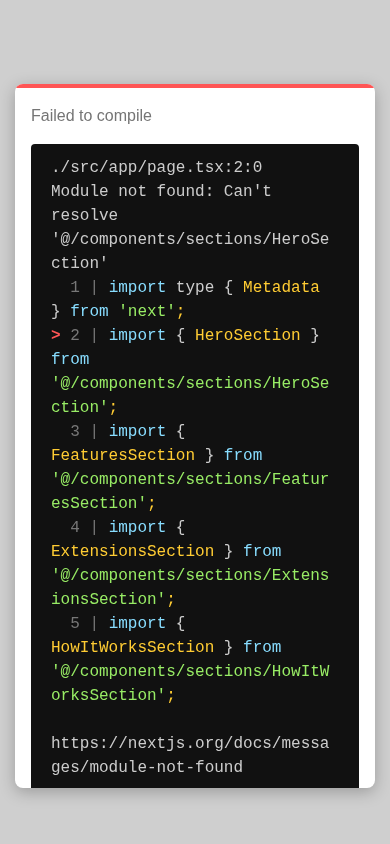 Failed to compile
./src/app/page.tsx:2:0
Module not found: Can't
resolve
'@/components/sections/HeroSe
ction'
  1 | import type { Metadata
} from 'next';
> 2 | import { HeroSection }
from
'@/components/sections/HeroSe
ction';
  3 | import {
FeaturesSection } from
'@/components/sections/Featur
esSection';
  4 | import {
ExtensionsSection } from
'@/components/sections/Extens
ionsSection';
  5 | import {
HowItWorksSection } from
'@/components/sections/HowItW
orksSection';

https://nextjs.org/docs/messa
ges/module-not-found